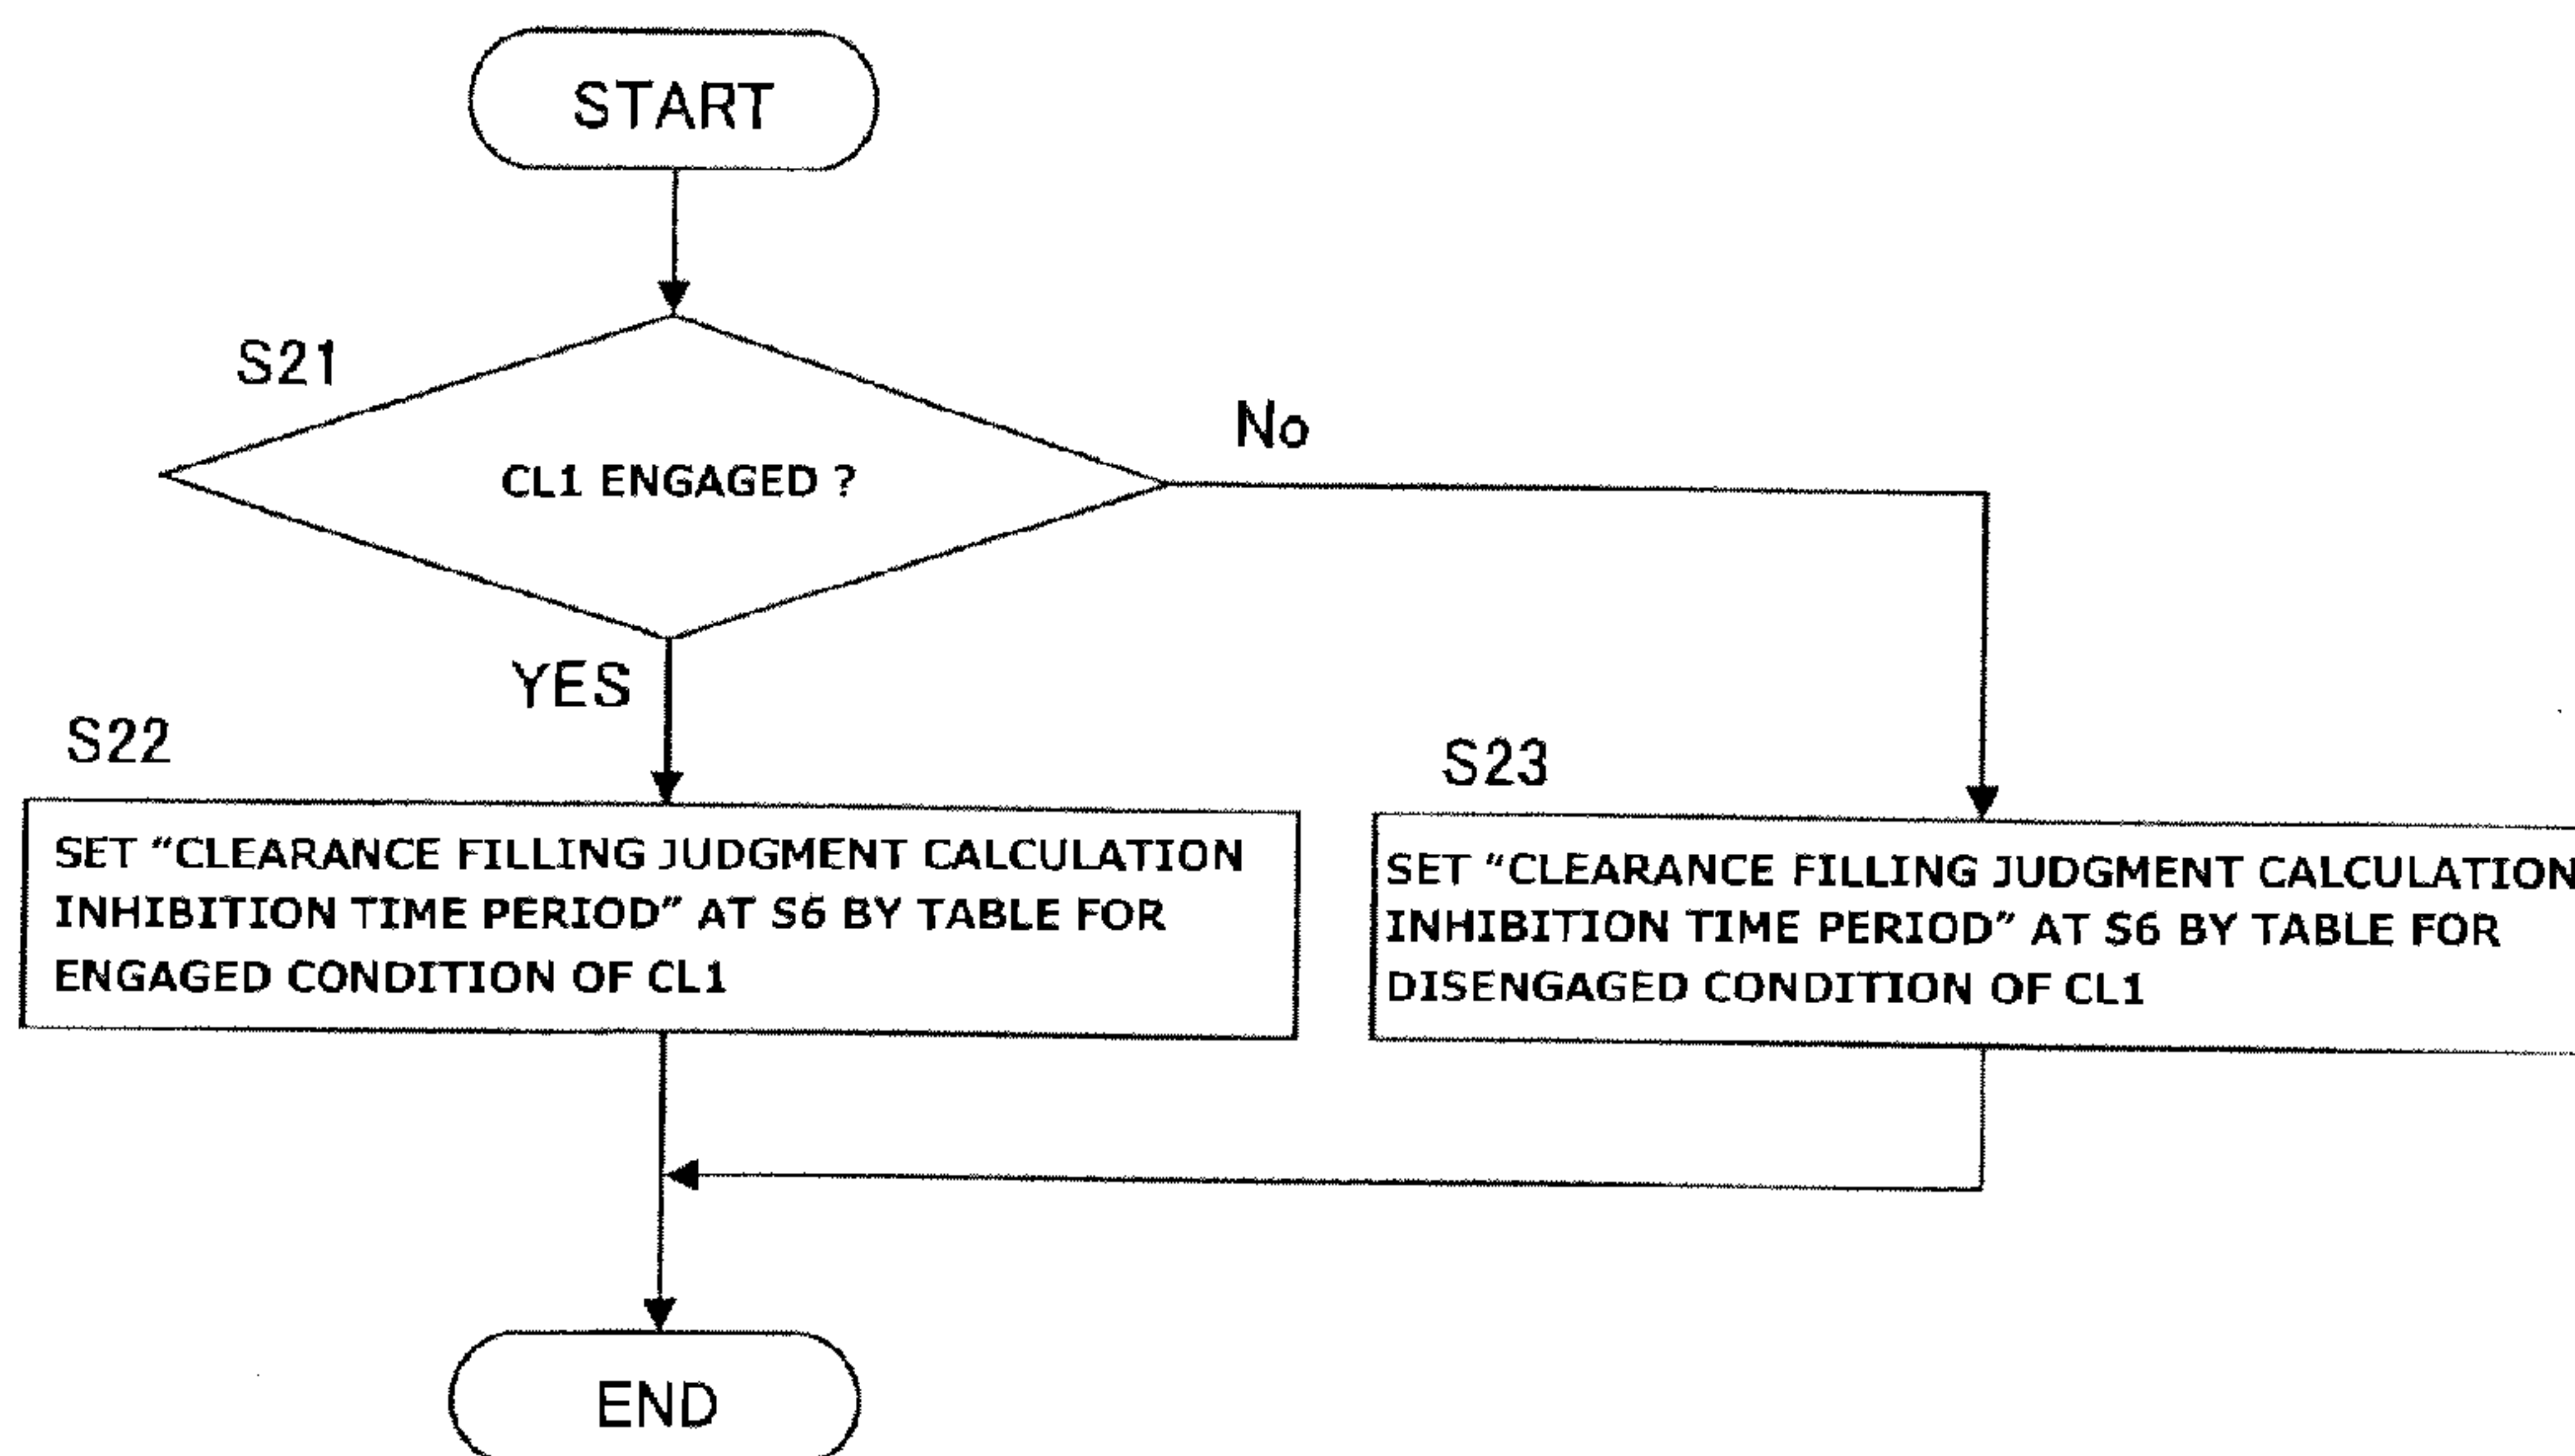 START
S21
CL1 ENGAGED ?
No
YES
S22
SET “CLEARANCE FILLING JUDGMENT CALCULATION
INHIBITION TIME PERIOD” AT S6 BY TABLE FOR
ENGAGED CONDITION OF CL1
S23
SET “CLEARANCE FILLING JUDGMENT CALCULATION
INHIBITION TIME PERIOD” AT S6 BY TABLE FOR
DISENGAGED CONDITION OF CL1
END